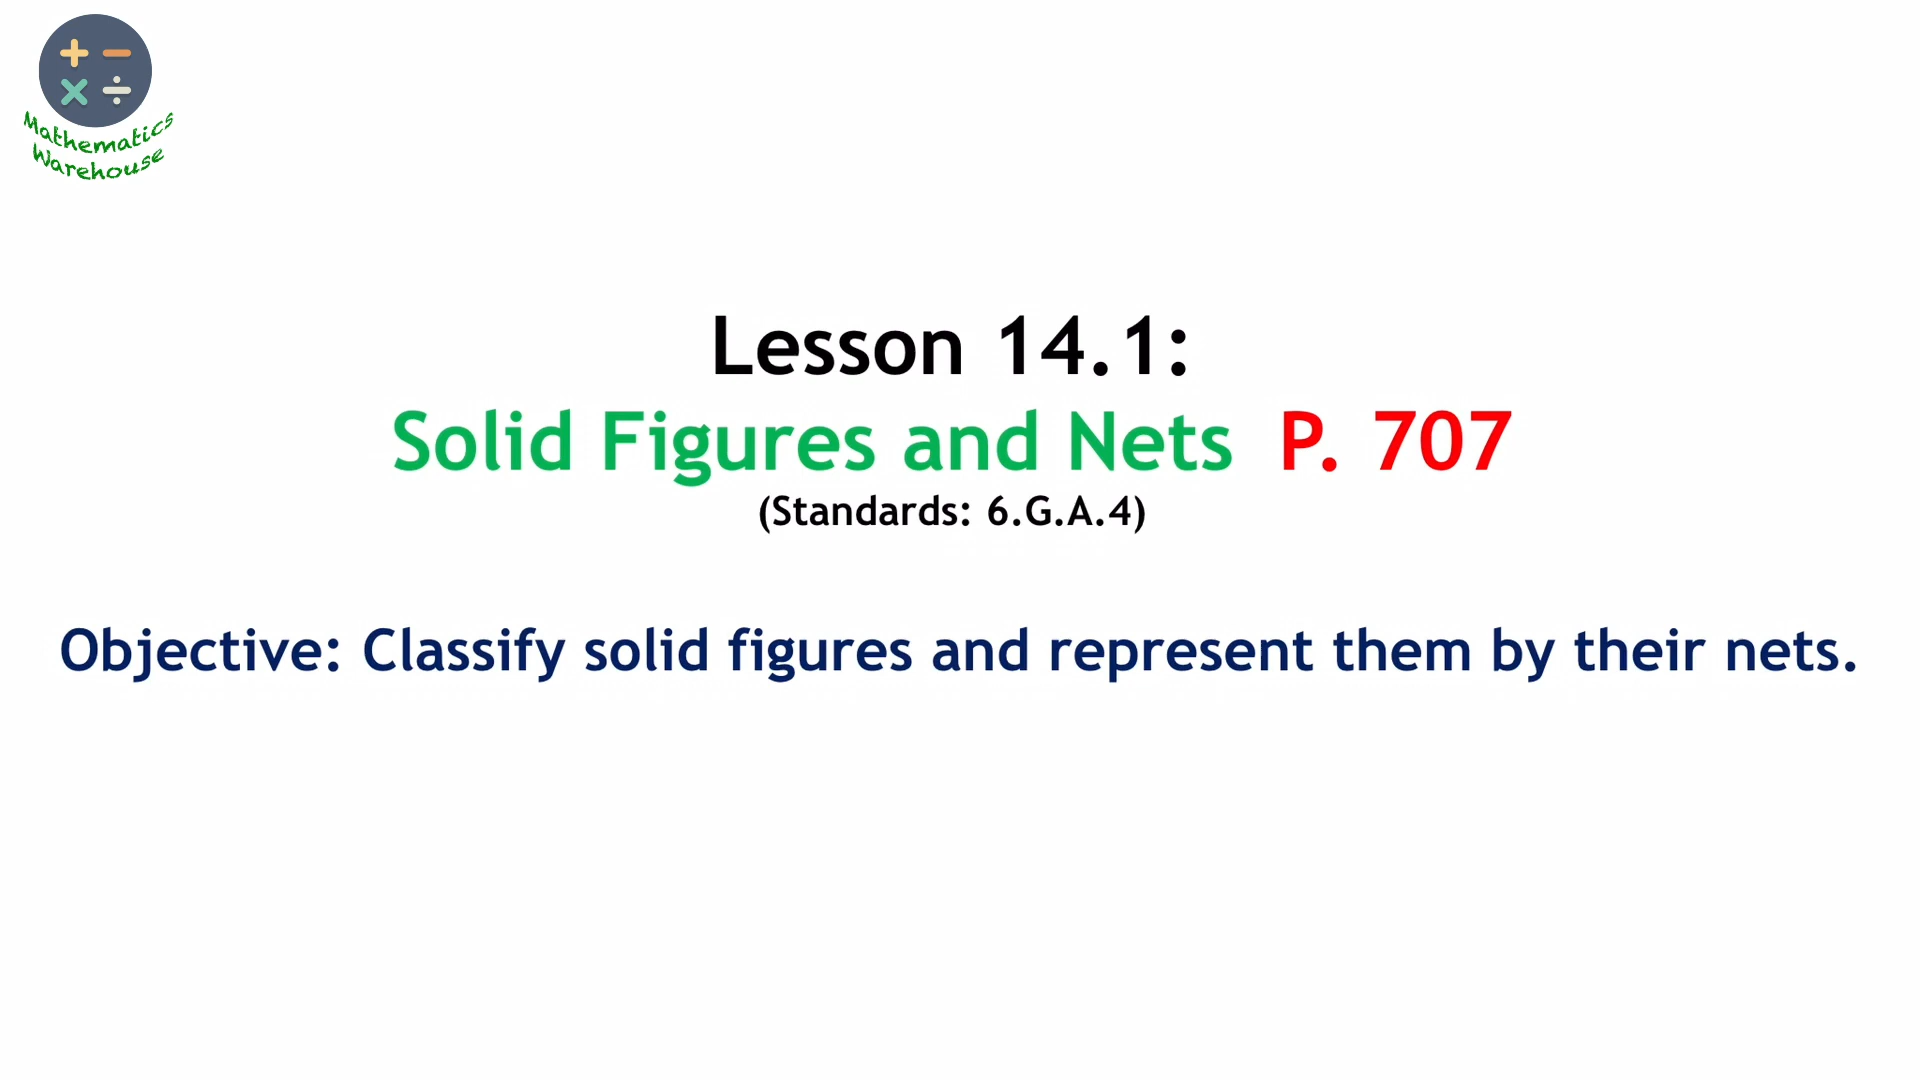 Mathematics
Warehouse
Lesson 14.1:
Solid Figures and Nets P. 707
(Standards: 6.G.A.4)
Objective: Classify solid figures and represent them by their nets.